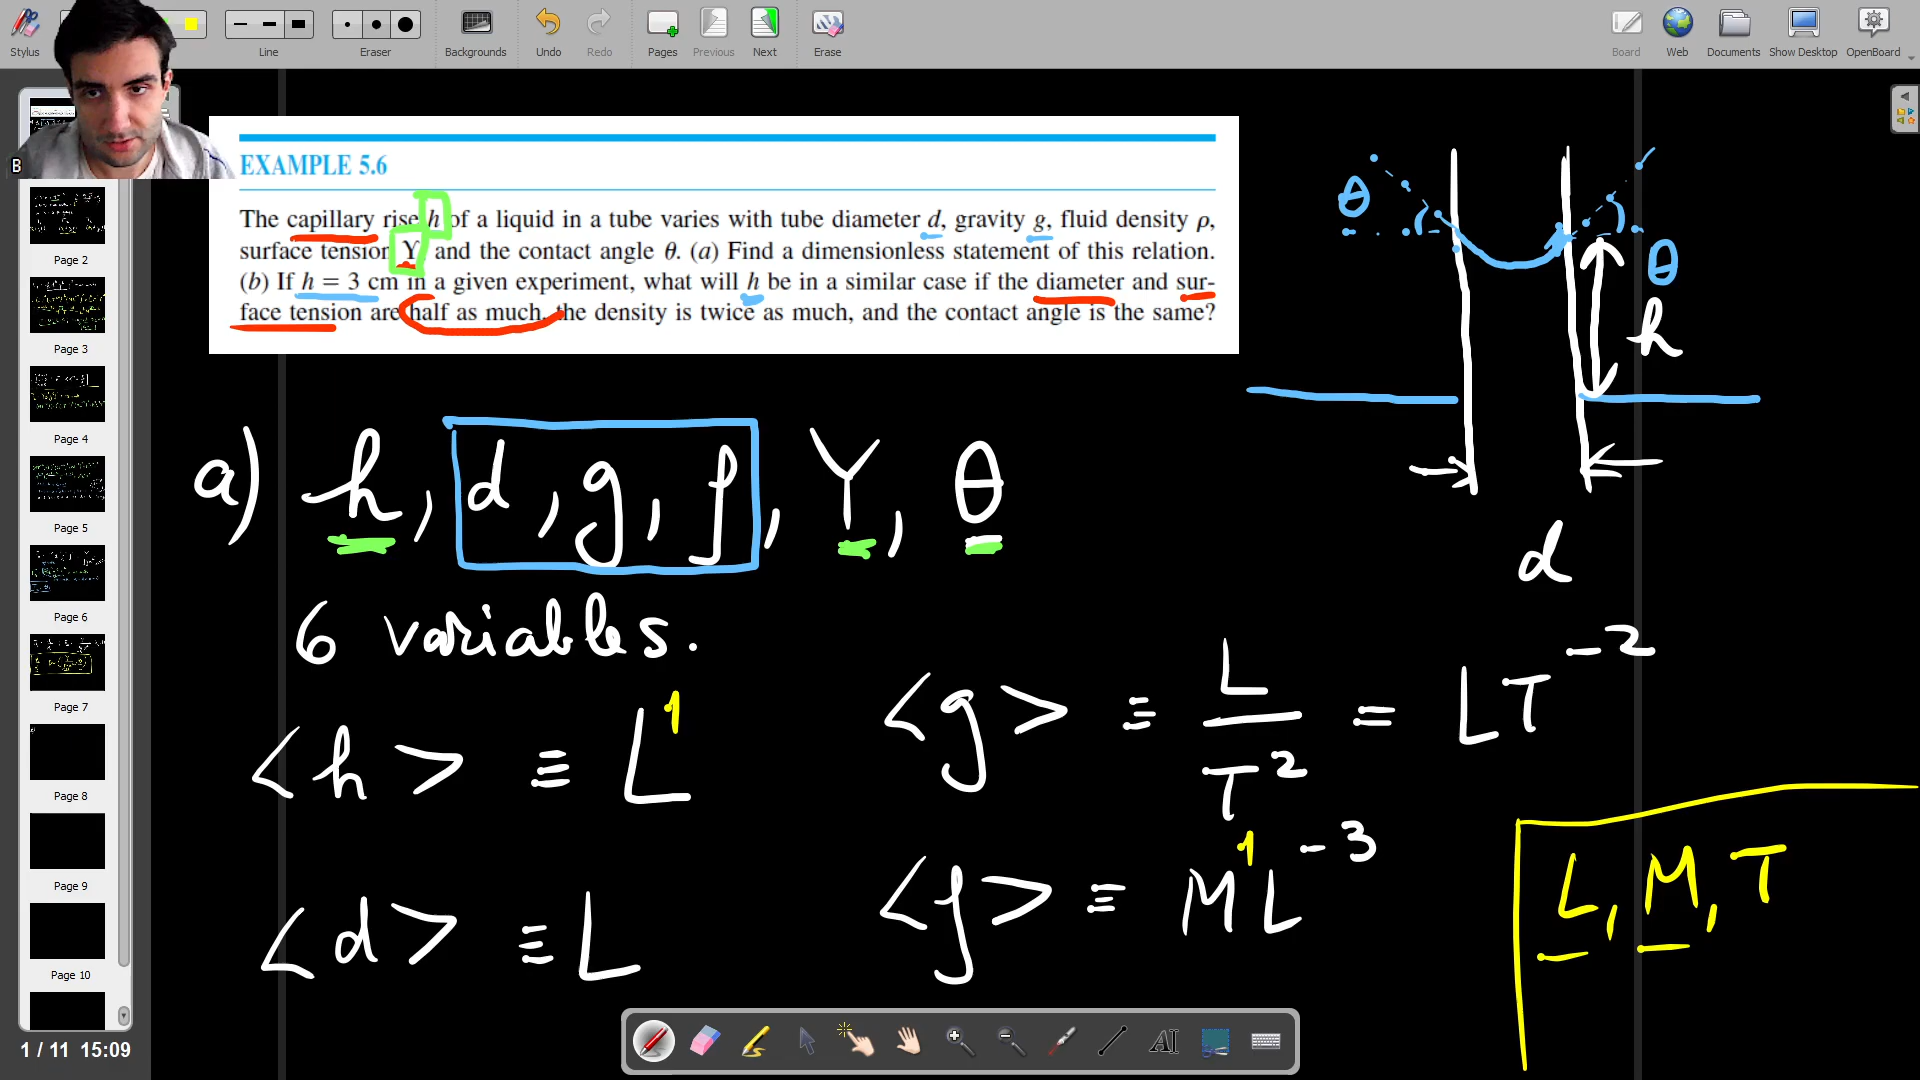 Stylus
Line
Eraser
Backgrounds
Undo
Redo
Pages
Previous
Next
Erase
Board
Web
Documents
Show Desktop
OpenBoard
B
EXAMPLE 5.6
The capillary rise h of a liquid in a tube varies with tube diameter d, gravity g, fluid density ρ,
surface tension Υ and the contact angle θ. (a) Find a dimensionless statement of this relation.
(b) If h = 3 cm in a given experiment, what will h be in a similar case if the diameter and sur-
face tension are half as much, the density is twice as much, and the contact angle is the same?
θ
θ
h
d
a) h, d, g, ρ, Υ, θ
6 variables.
<h> ≡ L¹
<g> ≡ L/T² = LT⁻²
<d> ≡ L
<ρ> ≡ M¹L⁻³
L, M, T
Page 2
Page 3
Page 4
Page 5
Page 6
Page 7
Page 8
Page 9
Page 10
1 / 11 15:09
AI